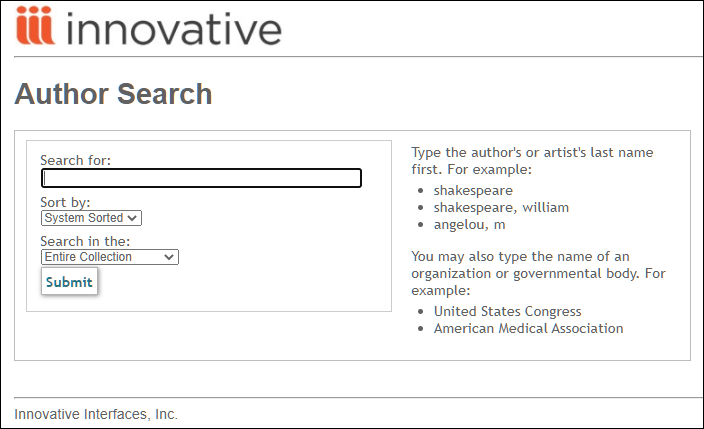 innovative
Author Search
Search for:
Sort by:
System Sorted
Search in the:
Entire Collection
Submit
Type the author's or artist's last name
first. For example:
• shakespeare
• shakespeare, william
• angelou, m
You may also type the name of an
organization or governmental body. For
example:
• United States Congress
• American Medical Association
Innovative Interfaces, Inc.